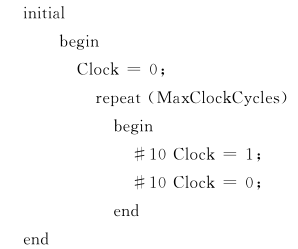 initial
begin
Clock = 0;
repeat (MaxClockCycles)
begin
#10 Clock = 1;
#10 Clock = 0;
end
end